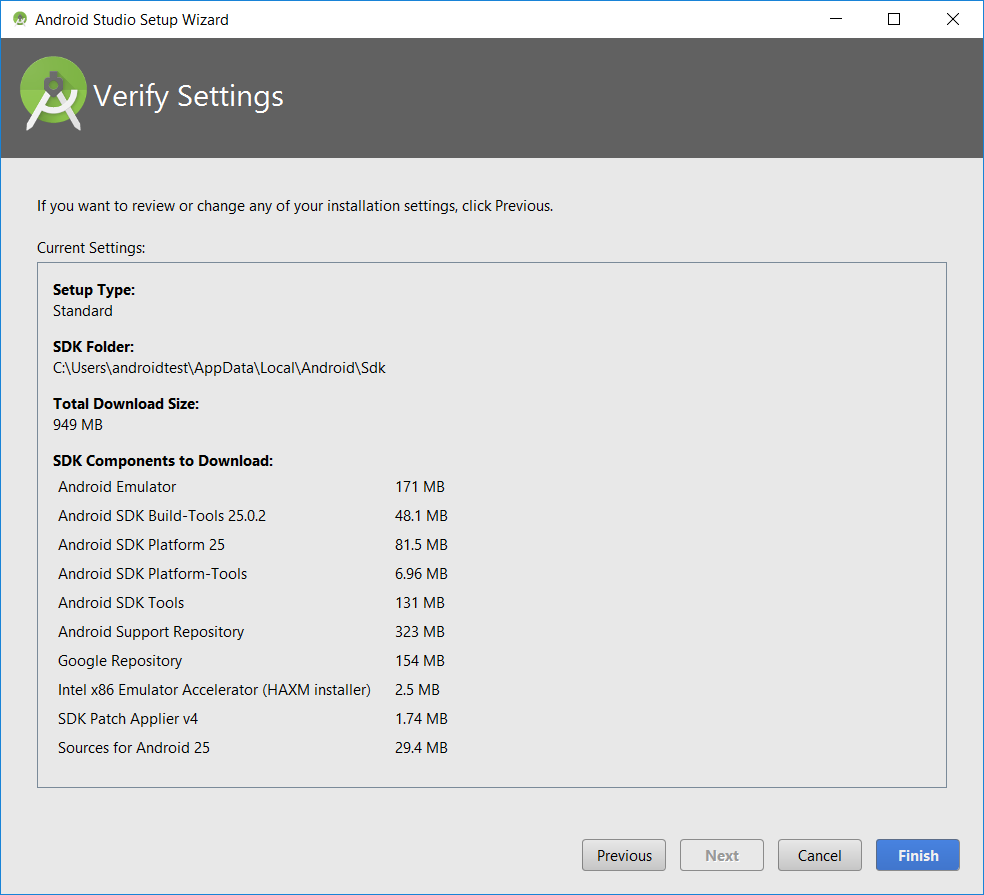 Android Studio Setup Wizard
Verify Settings
If you want to review or change any of your installation settings, click Previous.
Current Settings:
Setup Type:
Standard
SDK Folder:
C:\Users\androidtest\AppData\Local\Android\Sdk
Total Download Size:
949 MB
SDK Components to Download:
Android Emulator 171 MB
Android SDK Build-Tools 25.0.2 48.1 MB
Android SDK Platform 25 81.5 MB
Android SDK Platform-Tools 6.96 MB
Android SDK Tools 131 MB
Android Support Repository 323 MB
Google Repository 154 MB
Intel x86 Emulator Accelerator (HAXM installer) 2.5 MB
SDK Patch Applier v4 1.74 MB
Sources for Android 25 29.4 MB
Previous Next Cancel Finish